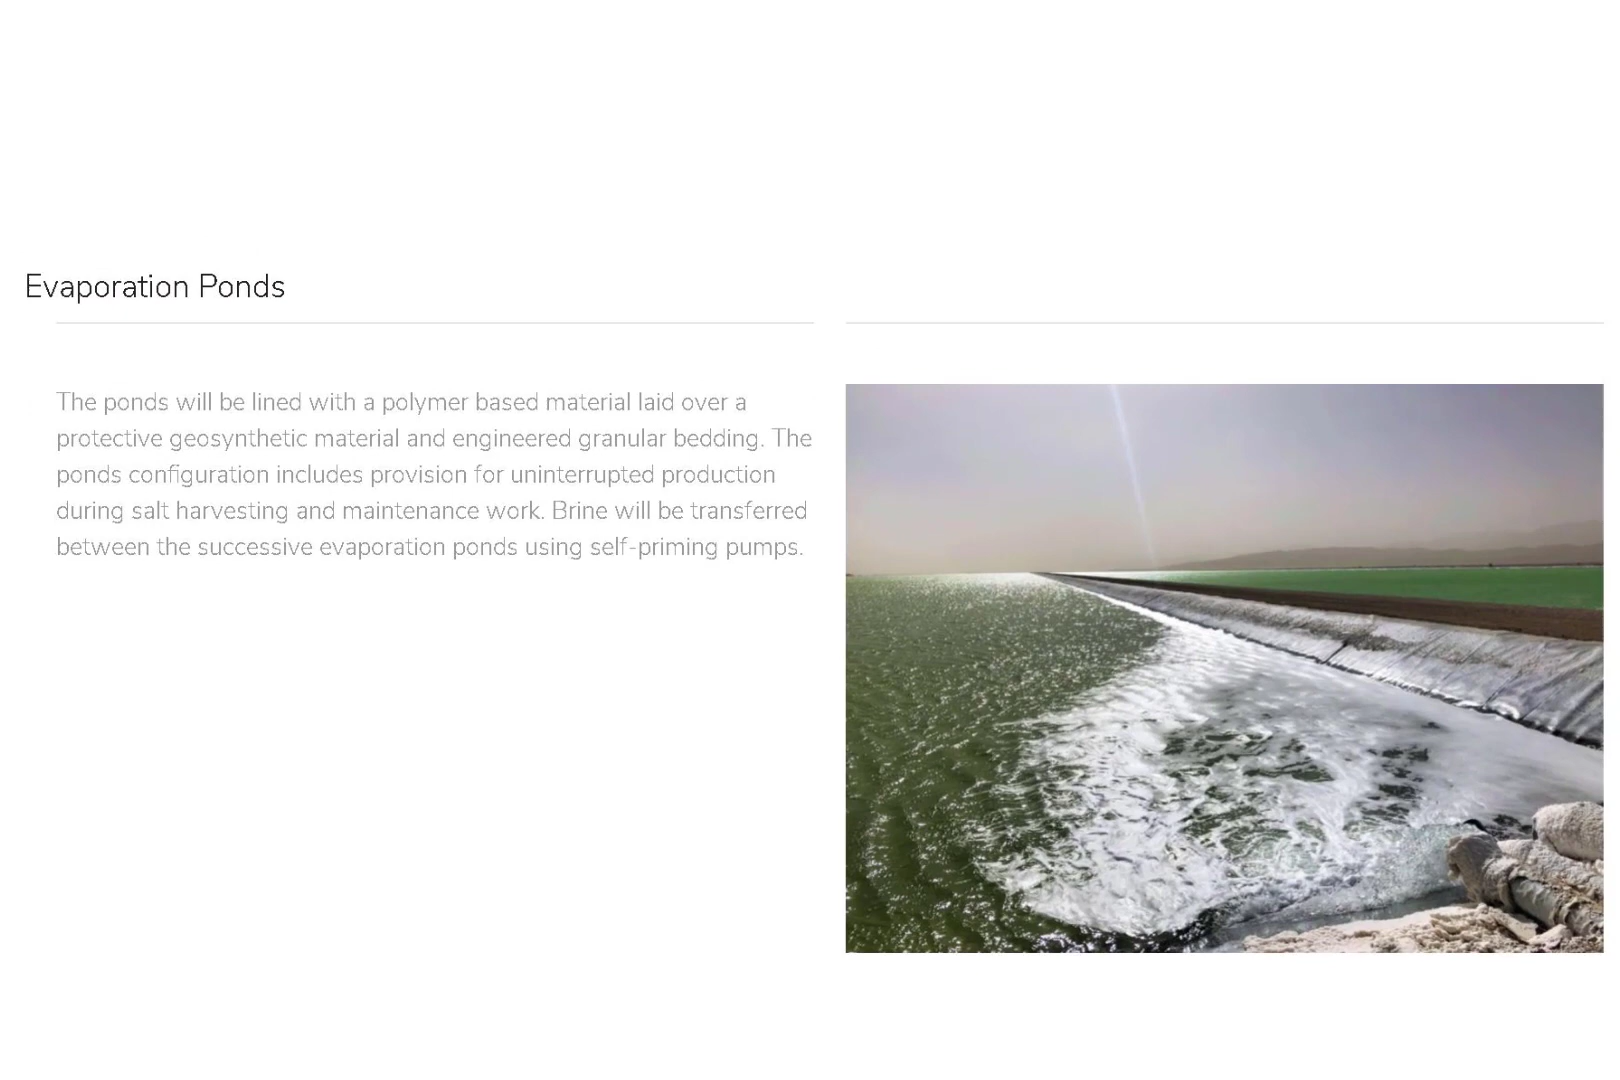 Evaporation Ponds
The ponds will be lined with a polymer based material laid over a
protective geosynthetic material and engineered granular bedding. The
ponds configuration includes provision for uninterrupted production
during salt harvesting and maintenance work. Brine will be transferred
between the successive evaporation ponds using self-priming pumps.